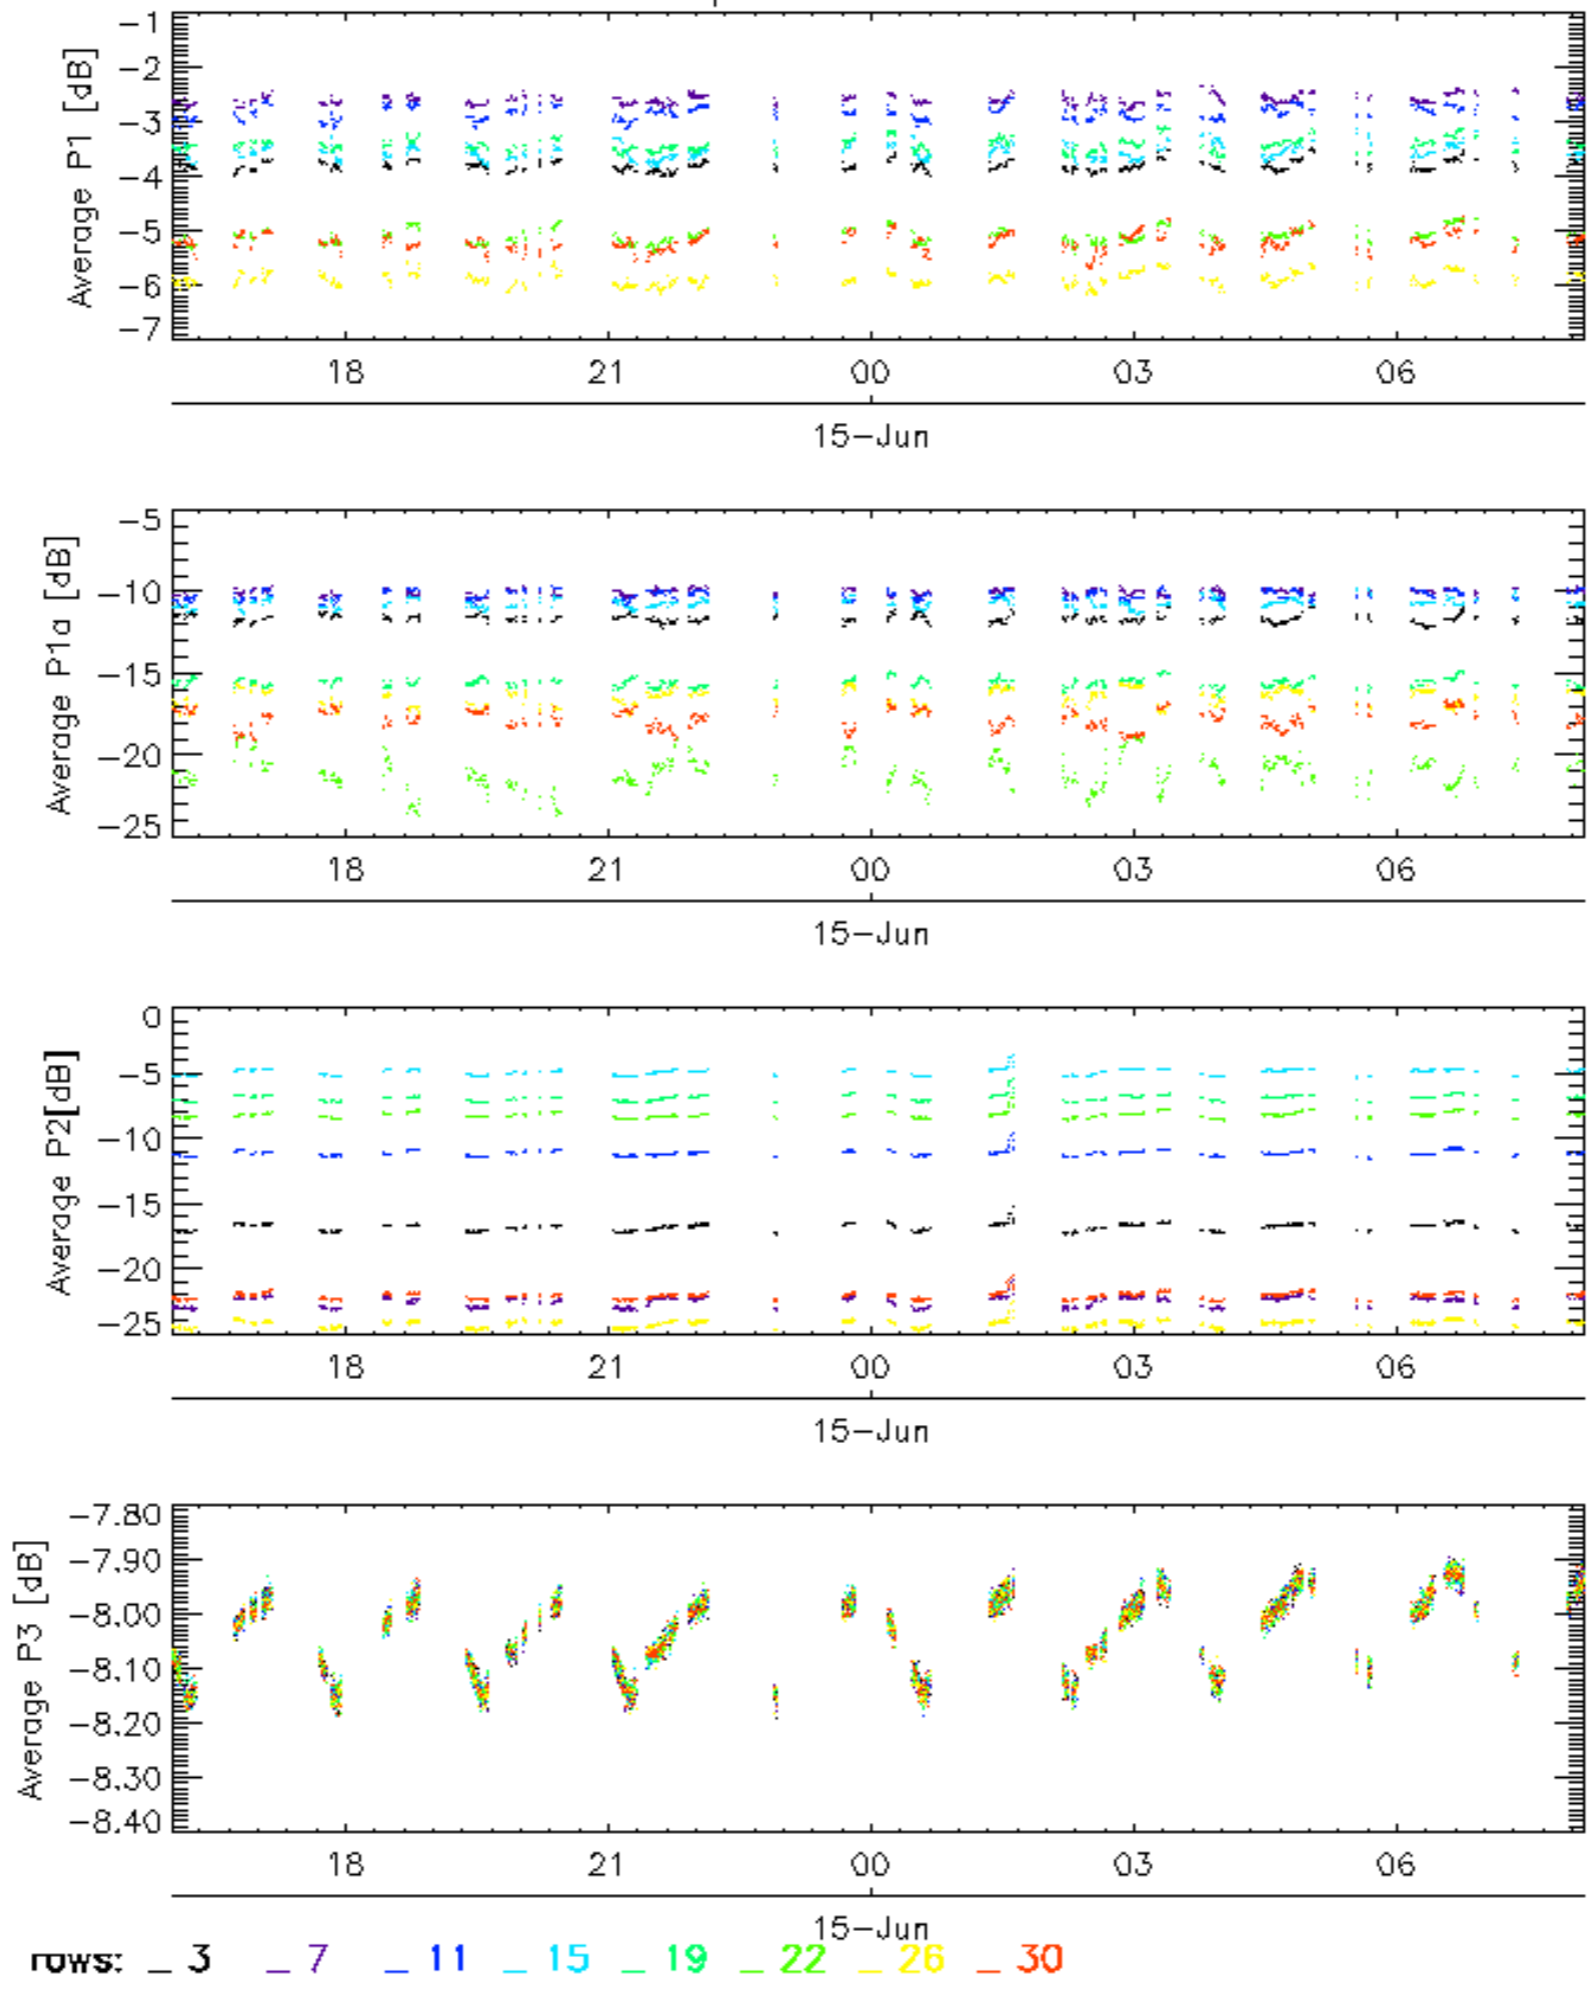 Average P1 [dB]
-1
-2
-3
-4
-5
-6
-7
18 21 00 03 06
15-Jun
Average P1a [dB]
-5
-10
-15
-20
-25
18 21 00 03 06
15-Jun
Average P2[dB]
0
-5
-10
-15
-20
-25
18 21 00 03 06
15-Jun
Average P3 [dB]
-7.80
-7.90
-8.00
-8.10
-8.20
-8.30
-8.40
18 21 00 03 06
15-Jun
rows: _ 3 _ 7 _ 11 _ 15 _ 19 _ 22 _ 26 _ 30